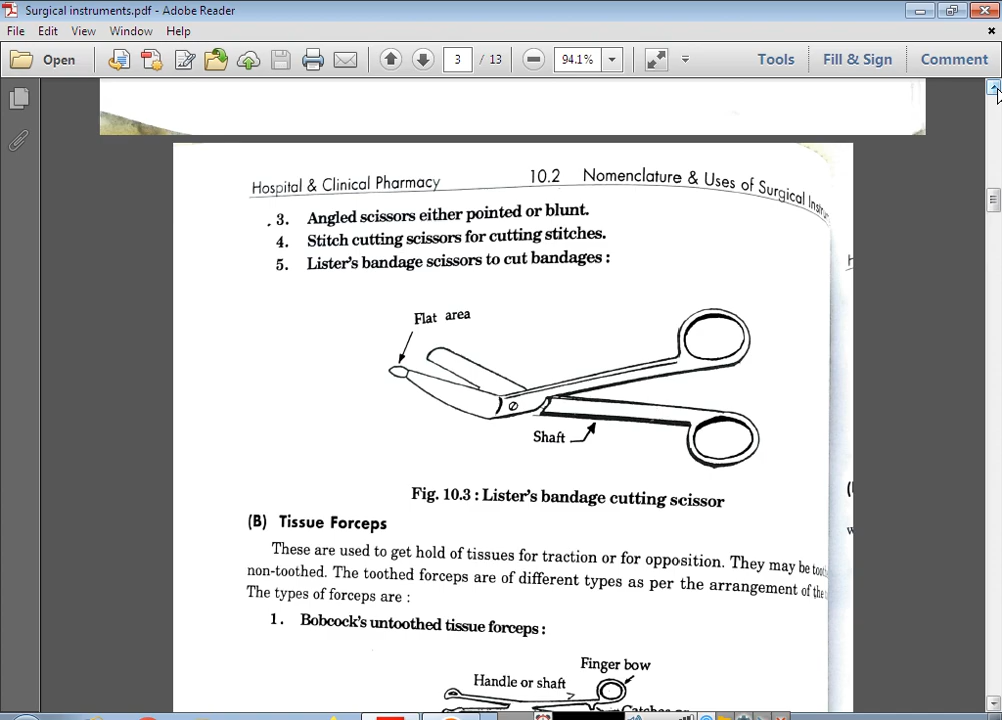 Surgical instruments.pdf - Adobe Reader
File Edit View Window Help
Open 3 / 13 94.1% Tools Fill & Sign Comment
Hospital & Clinical Pharmacy 10.2 Nomenclature & Uses of Surgical Instru
3. Angled scissors either pointed or blunt.
4. Stitch cutting scissors for cutting stitches.
5. Lister's bandage scissors to cut bandages :
Flat area
Shaft
Fig. 10.3 : Lister's bandage cutting scissor
(B) Tissue Forceps
These are used to get hold of tissues for traction or for opposition. They may be
non-toothed. The toothed forceps are of different types as per the arrangement of the
The types of forceps are :
1. Bobcock's untoothed tissue forceps :
Finger bow
Handle or shaft